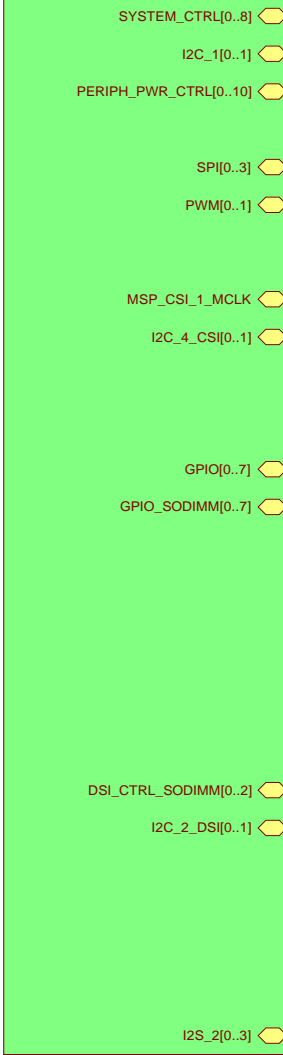 SYSTEM_CTRL[0..8]
I2C_1[0..1]
PERIPH_PWR_CTRL[0..10]
SPI[0..3]
PWM[0..1]
MSP_CSI_1_MCLK
I2C_4_CSI[0..1]
GPIO[0..7]
GPIO_SODIMM[0..7]
DSI_CTRL_SODIMM[0..2]
I2C_2_DSI[0..1]
I2S_2[0..3]